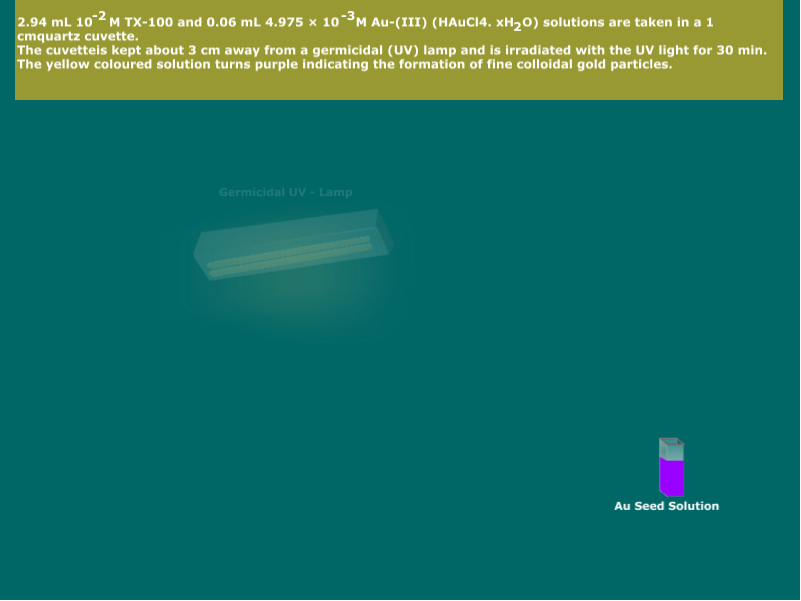 2.94 mL 10⁻² M TX-100 and 0.06 mL 4.975 × 10⁻³M Au-(III) (HAuCl4. xH₂O) solutions are taken in a 1
cmquartz cuvette.
The cuvetteis kept about 3 cm away from a germicidal (UV) lamp and is irradiated with the UV light for 30 min.
The yellow coloured solution turns purple indicating the formation of fine colloidal gold particles.
Germicidal UV - Lamp
Au Seed Solution